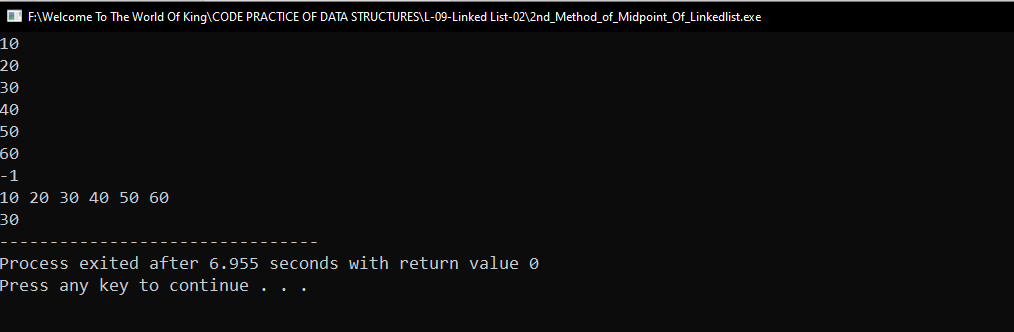 F:\Welcome To The World Of King\CODE PRACTICE OF DATA STRUCTURES\L-09-Linked List-02\2nd_Method_of_Midpoint_Of_Linkedlist.exe
10
20
30
40
50
60
-1
10 20 30 40 50 60
30
--------------------------------
Process exited after 6.955 seconds with return value 0
Press any key to continue . . .